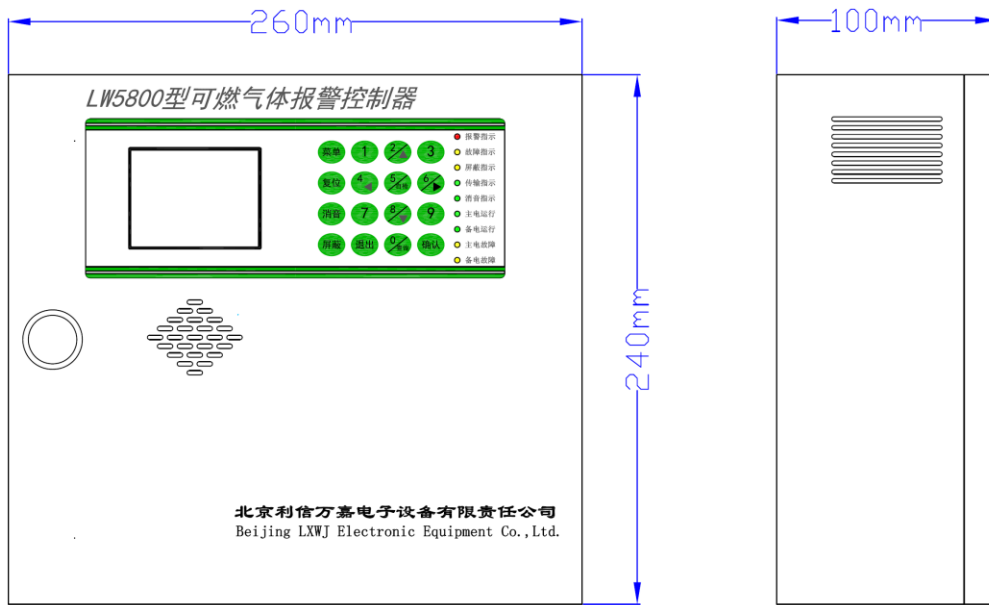 260mm
100mm
LW5800型可燃气体报警控制器
菜单 1 2 3
复位 4 5 6
消音 7 8 9
屏蔽 退出 0 确认
报警指示
故障指示
屏蔽指示
传输指示
消音指示
主电运行
备电运行
主电故障
备电故障
240mm
北京利信万嘉电子设备有限责任公司
Beijing LXWJ Electronic Equipment Co.,Ltd.